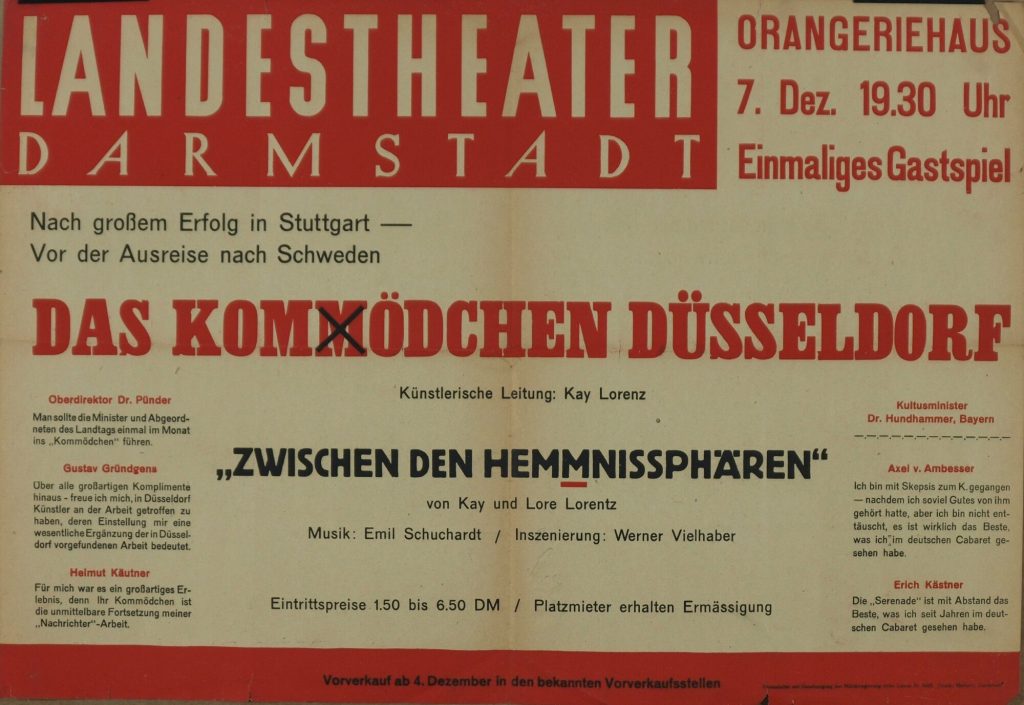 LANDESTHEATER
DARMSTADT
ORANGERIEHAUS
7. Dez. 19.30 Uhr
Einmaliges Gastspiel
Nach großem Erfolg in Stuttgart —
Vor der Ausreise nach Schweden
DAS KOMMÖDCHEN DÜSSELDORF
Künstlerische Leitung: Kay Lorenz
„ZWISCHEN DEN HEMMNISSPHÄREN“
von Kay und Lore Lorentz
Musik: Emil Schuchardt / Inszenierung: Werner Vielhaber
Eintrittspreise 1.50 bis 6.50 DM / Platzmieter erhalten Ermässigung
Oberdirektor Dr. Pünder
Man sollte die Minister und Abgeord-
neten des Landtags einmal im Monat
ins „Kommödchen“ führen.
Gustav Gründgens
Über alle großartigen Komplimente
hinaus - freue ich mich, in Düsseldorf
Künstler an der Arbeit getroffen zu
haben, deren Einstellung mir eine
wesentliche Ergänzung der in Düssel-
dorf vorgefundenen Arbeit bedeutet.
Helmut Käutner
Für mich war es ein großartiges Er-
lebnis, denn Ihr Kommödchen ist
die unmittelbare Fortsetzung meiner
„Nachrichter“-Arbeit.
Kultusminister
Dr. Hundhammer, Bayern
Axel v. Ambesser
Ich bin mit Skepsis zum K. gegangen
— nachdem ich soviel Gutes von ihm
gehört hatte, aber ich bin nicht ent-
täuscht, es ist wirklich das Beste,
was ich im deutschen Cabaret ge-
sehen habe.
Erich Kästner
Die „Serenade“ ist mit Abstand das
Beste, was ich seit Jahren im deut-
schen Cabaret gesehen habe.
Vorverkauf ab 4. Dezember in den bekannten Vorverkaufsstellen